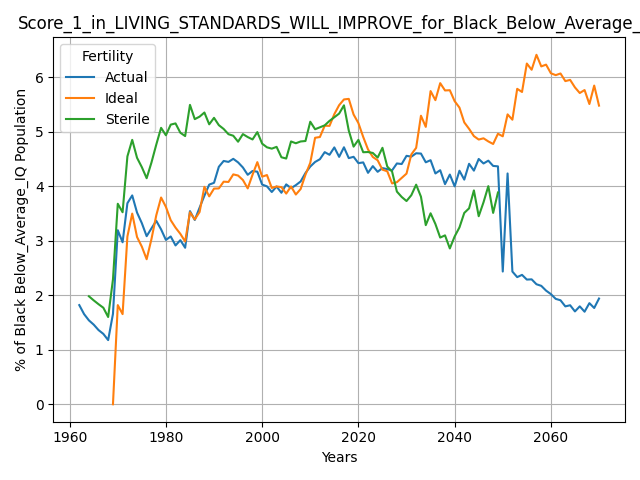 Score_1_in_LIVING_STANDARDS_WILL_IMPROVE_for_Black_Below_Average_
Fertility
Actual
Ideal
Sterile
% of Black Below_Average_IQ Population
6
5
4
3
2
1
0
1960 1980 2000 2020 2040 2060
Years